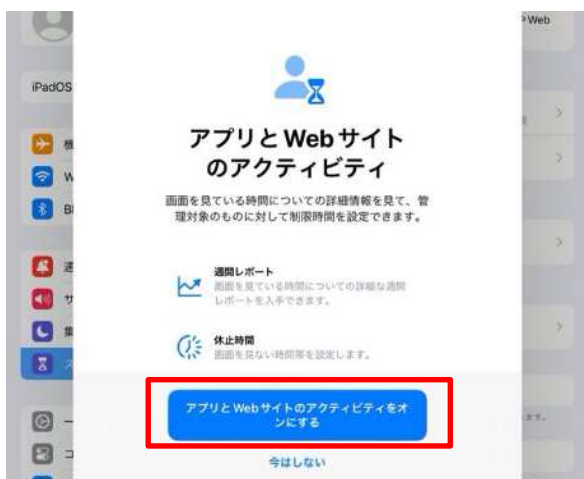 Web
iPadOS
アプリとWebサイト
のアクティビティ
画面を見ている時間についての詳細情報を見て、管
理対象のものに対して制限時間を設定できます。
週間レポート
画面を見ている時間についての詳細な週間
レポートを入手できます。
休止時間
画面を見ない時間帯を設定します。
アプリとWebサイトのアクティビティをオ
ンにする
今はしない